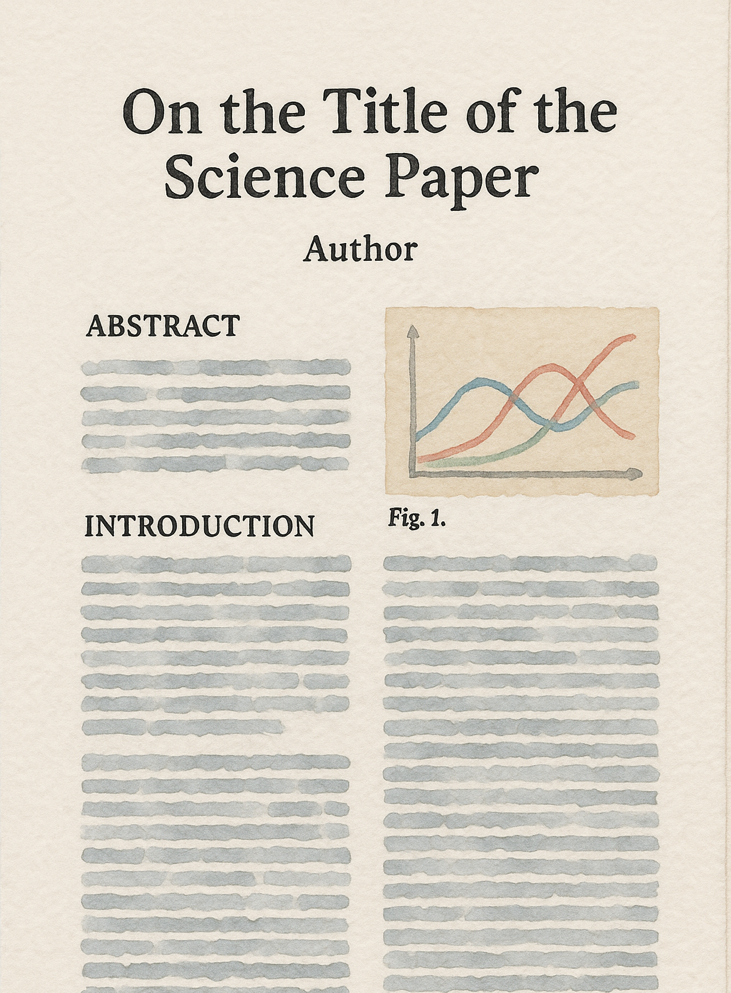 On the Title of the
Science Paper
Author
ABSTRACT
INTRODUCTION
Fig. 1.